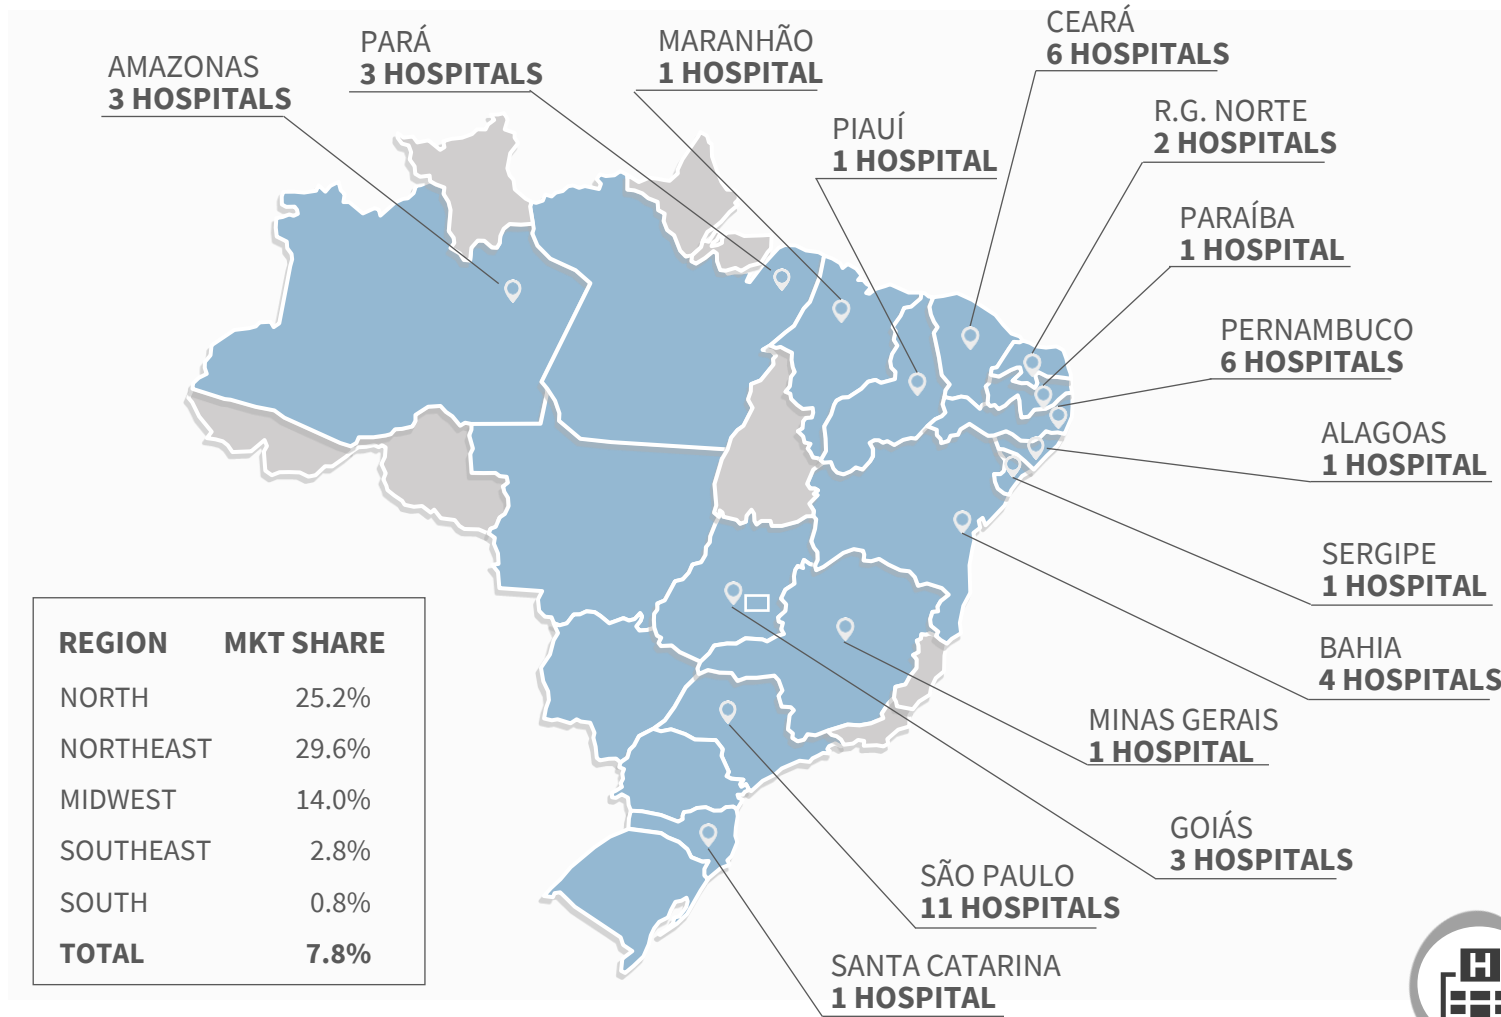 AMAZONAS
3 HOSPITALS
PARÁ
3 HOSPITALS
MARANHÃO
1 HOSPITAL
CEARÁ
6 HOSPITALS
PIAUÍ
1 HOSPITAL
R.G. NORTE
2 HOSPITALS
PARAÍBA
1 HOSPITAL
PERNAMBUCO
6 HOSPITALS
ALAGOAS
1 HOSPITAL
SERGIPE
1 HOSPITAL
BAHIA
4 HOSPITALS
MINAS GERAIS
1 HOSPITAL
GOIÁS
3 HOSPITALS
SÃO PAULO
11 HOSPITALS
SANTA CATARINA
1 HOSPITAL
REGION MKT SHARE
NORTH 25.2%
NORTHEAST 29.6%
MIDWEST 14.0%
SOUTHEAST 2.8%
SOUTH 0.8%
TOTAL 7.8%
H